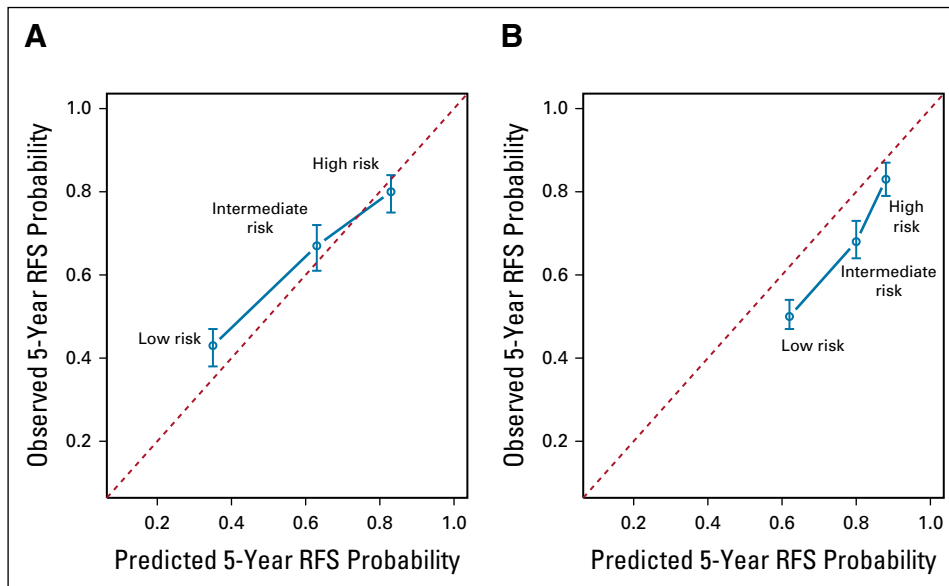 A
Observed 5-Year RFS Probability
1.0
0.8
0.6
0.4
0.2
High risk
Intermediate
risk
Low risk
0.2 0.4 0.6 0.8 1.0
Predicted 5-Year RFS Probability
B
Observed 5-Year RFS Probability
1.0
0.8
0.6
0.4
0.2
High
risk
Intermediate
risk
Low risk
0.2 0.4 0.6 0.8 1.0
Predicted 5-Year RFS Probability